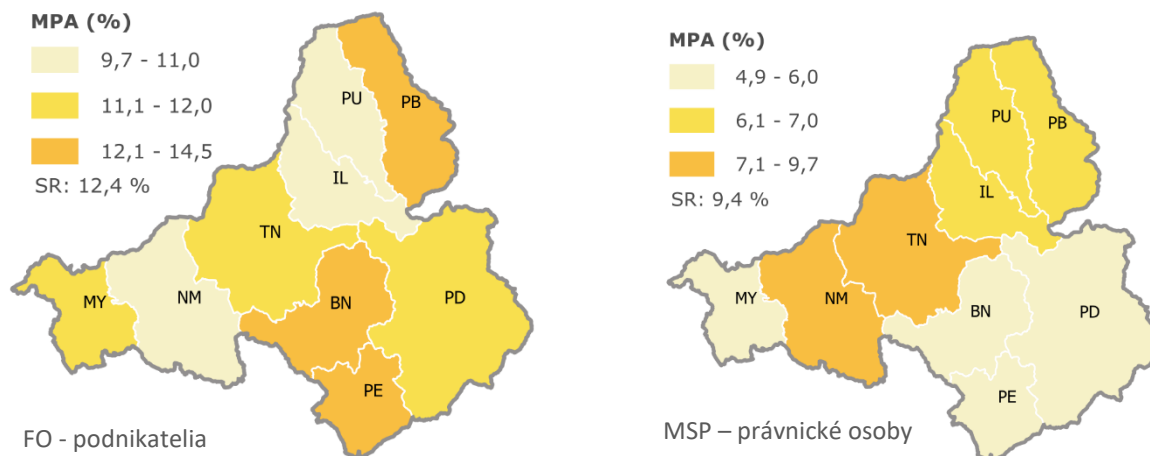 MPA (%)
9,7 - 11,0
11,1 - 12,0
12,1 - 14,5
SR: 12,4 %
PU
PB
IL
TN
MY
NM
BN
PD
PE
FO - podnikatelia
MPA (%)
4,9 - 6,0
6,1 - 7,0
7,1 - 9,7
SR: 9,4 %
PU
PB
IL
TN
MY
NM
BN
PD
PE
MSP – právnické osoby